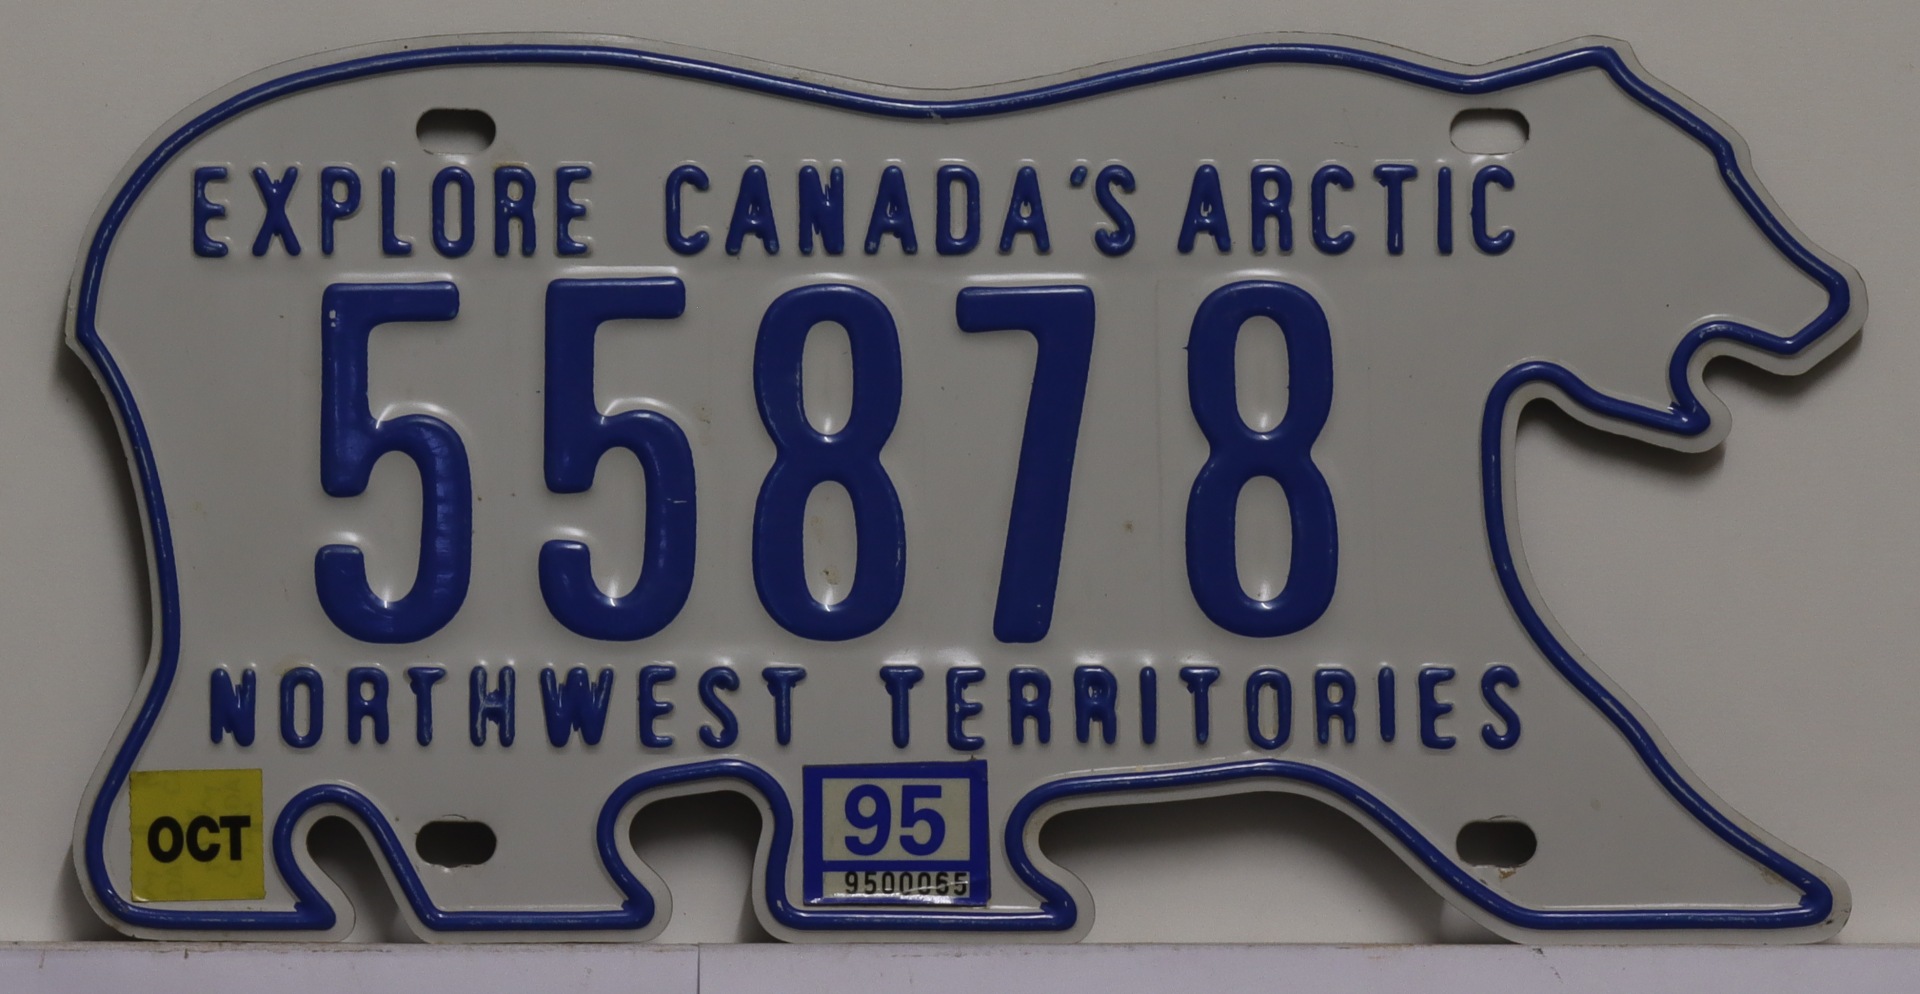 EXPLORE CANADA'S ARCTIC
55878
NORTHWEST TERRITORIES
OCT
95
9500065